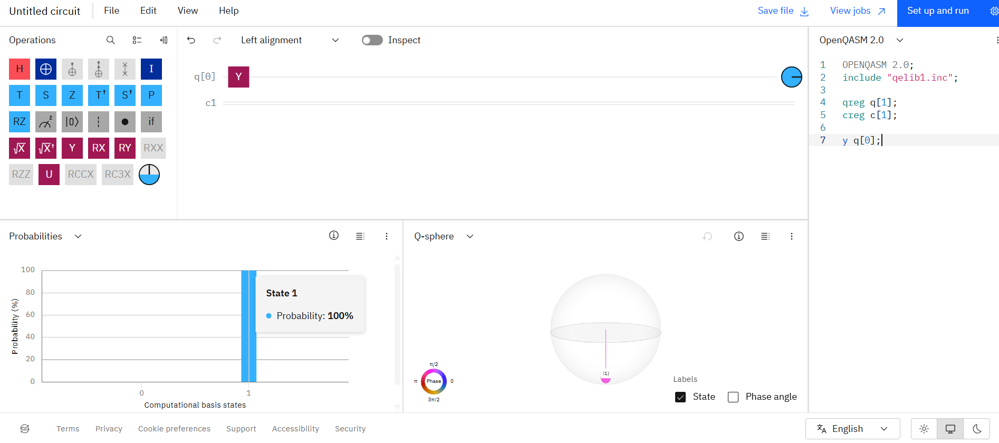 Untitled circuit File Edit View Help Save file View jobs Set up and run
Operations Left alignment Inspect OpenQASM 2.0
H I
T S Z T† S† P
RZ z |0⟩ if
√X √X† Y RX RY RXX
RZZ U RCCX RC3X
q[0] Y
c1
1 OPENQASM 2.0;
2 include "qelib1.inc";
3
4 qreg q[1];
5 creg c[1];
6
7 y q[0];
Probabilities
Probability (%)
100
80
60
40
20
0
0 1
Computational basis states
State 1
Probability: 100%
Q-sphere
|1⟩
π/2
π Phase 0
3π/2
Labels
State Phase angle
Terms Privacy Cookie preferences Support Accessibility Security English